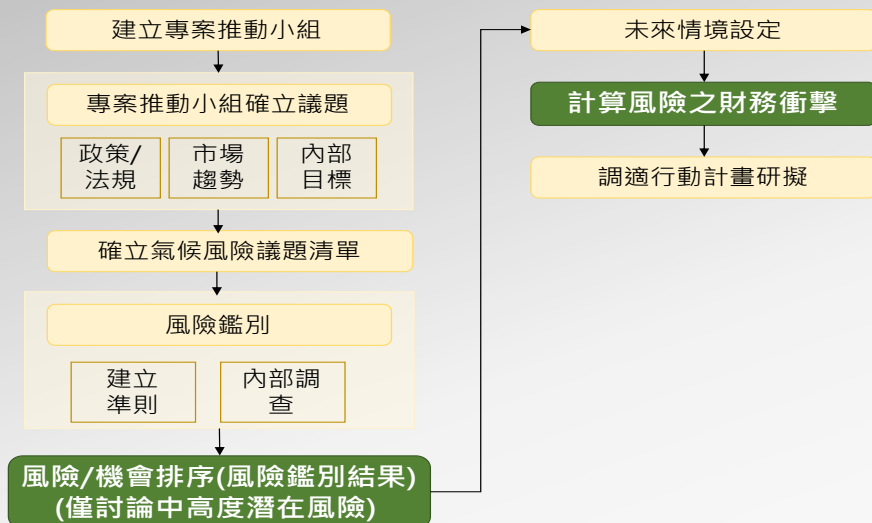 建立專案推動小組
專案推動小組確立議題
政策/
法規
市場
趨勢
內部
目標
確立氣候風險議題清單
風險鑑別
建立
準則
內部調
查
風險/機會排序(風險鑑別結果)
(僅討論中高度潛在風險)
未來情境設定
計算風險之財務衝擊
調適行動計畫研擬